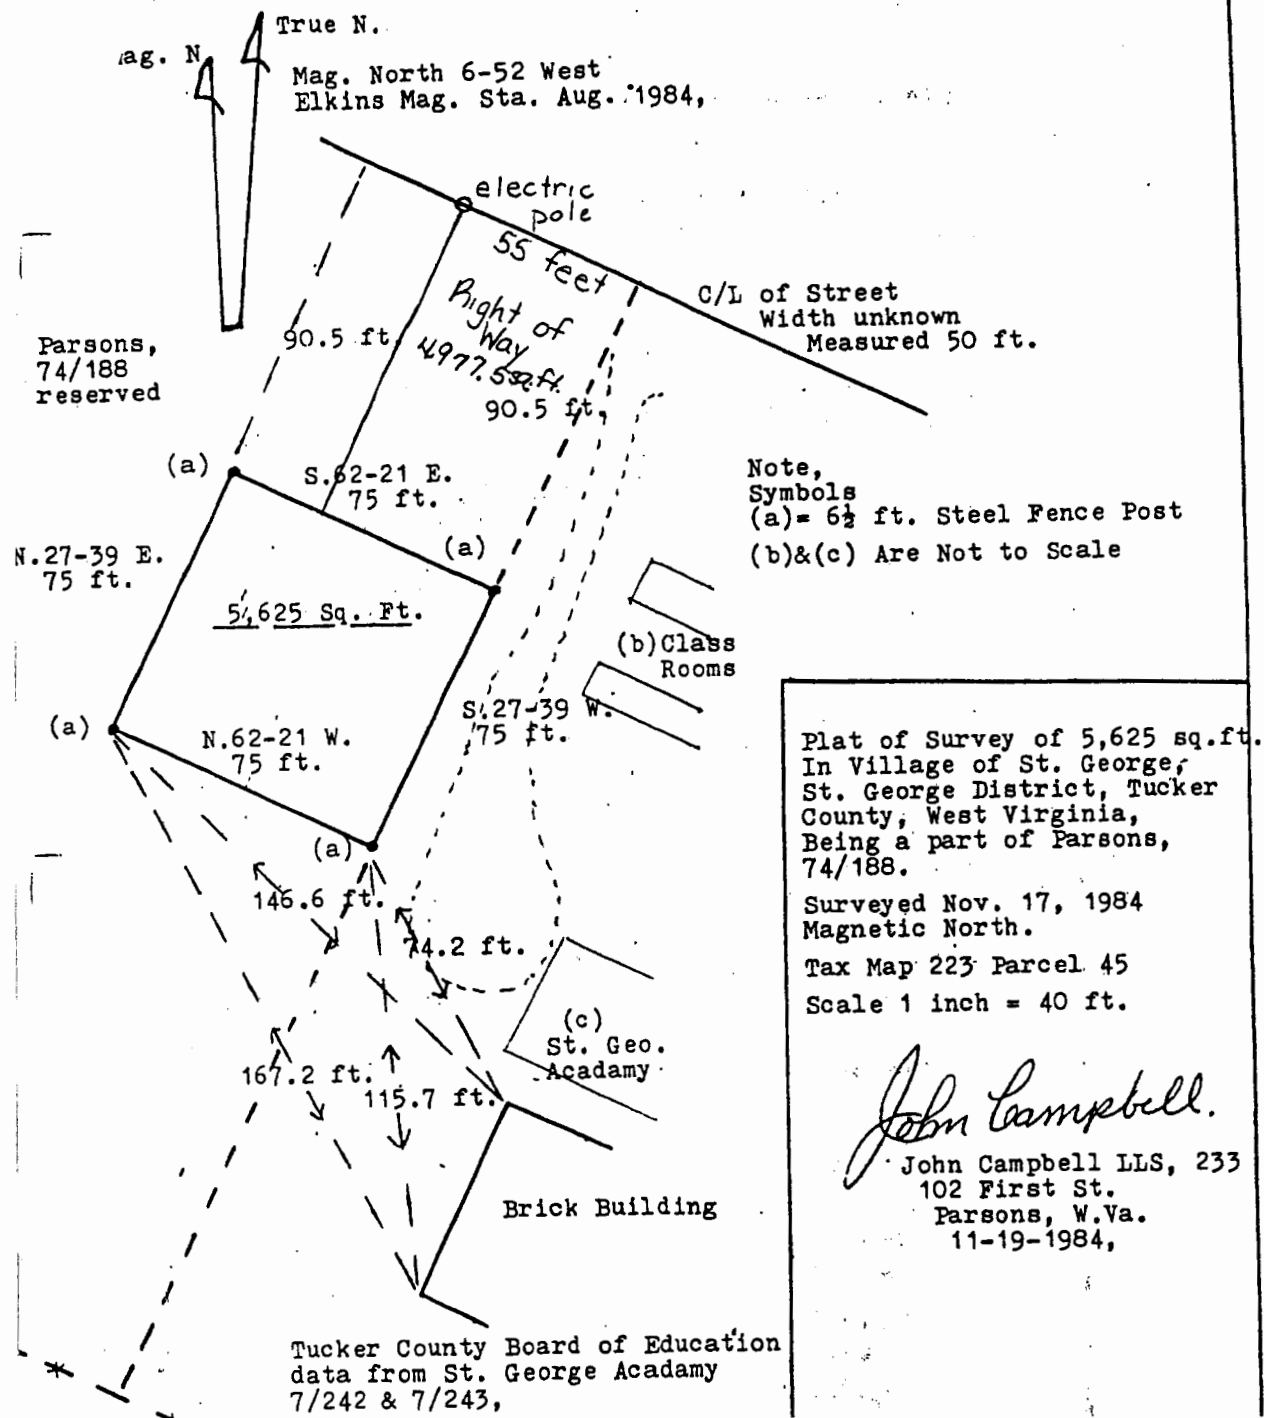 True N.
ag. N
Mag. North 6-52 West
Elkins Mag. Sta. Aug. 1984,
electric
pole
55 feet
Right of
Way
4977.5 sq.ft.
C/L of Street
Width unknown
Measured 50 ft.
90.5 ft.
90.5 ft.
Parsons,
74/188
reserved
(a)
S.62-21 E.
75 ft.
(a)
Note,
Symbols
(a)= 6½ ft. Steel Fence Post
(b)&(c) Are Not to Scale
N.27-39 E.
75 ft.
5,625 Sq. Ft.
(b) Class
Rooms
S.27-39 W.
75 ft.
(a)
N.62-21 W.
75 ft.
(a)
146.6 ft.
74.2 ft.
(c)
St. Geo.
Acadamy
167.2 ft.
115.7 ft.
Brick Building
Tucker County Board of Education
data from St. George Acadamy
7/242 & 7/243,
Plat of Survey of 5,625 sq.ft.
In Village of St. George,
St. George District, Tucker
County, West Virginia,
Being a part of Parsons,
74/188.
Surveyed Nov. 17, 1984
Magnetic North.
Tax Map 223 Parcel 45
Scale 1 inch = 40 ft.
John Campbell.
John Campbell LLS, 233
102 First St.
Parsons, W.Va.
11-19-1984,